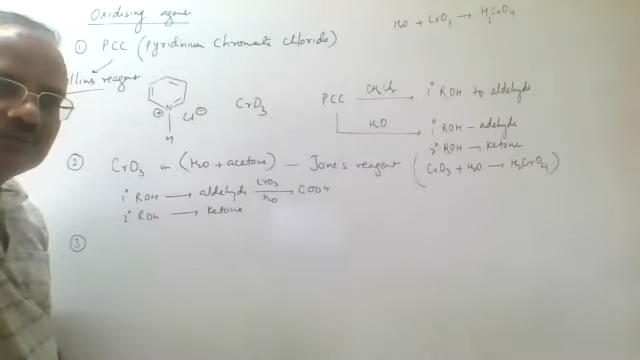 Oxidising agent
H2O + CrO3 → H2CrO4
① PCC (Pyridinium Chromate Chloride)
llins reagent
N
⊕
Cl⊖
H
CrO3
PCC CH2Cl2 → 1° ROH to aldehyde
H2O → 1° ROH – adehyde
2° ROH → ketone
② CrO3 in (H2O + acetone) — Jone's reagent (CrO3 + H2O → H2CrO4)
1° ROH → aldehyde CrO3 / H2O → COOH
2° ROH → ketone
③